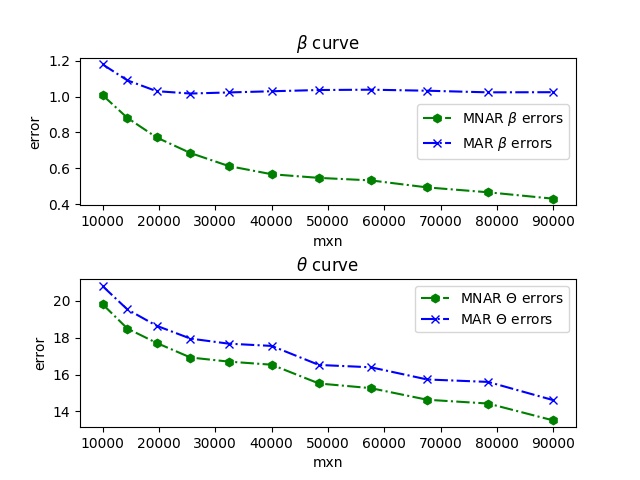 β curve
1.2
1.0
0.8
0.6
0.4
error
MNAR β errors
MAR β errors
10000 20000 30000 40000 50000 60000 70000 80000 90000
mxn
θ curve
20
18
16
14
error
MNAR Θ errors
MAR Θ errors
10000 20000 30000 40000 50000 60000 70000 80000 90000
mxn